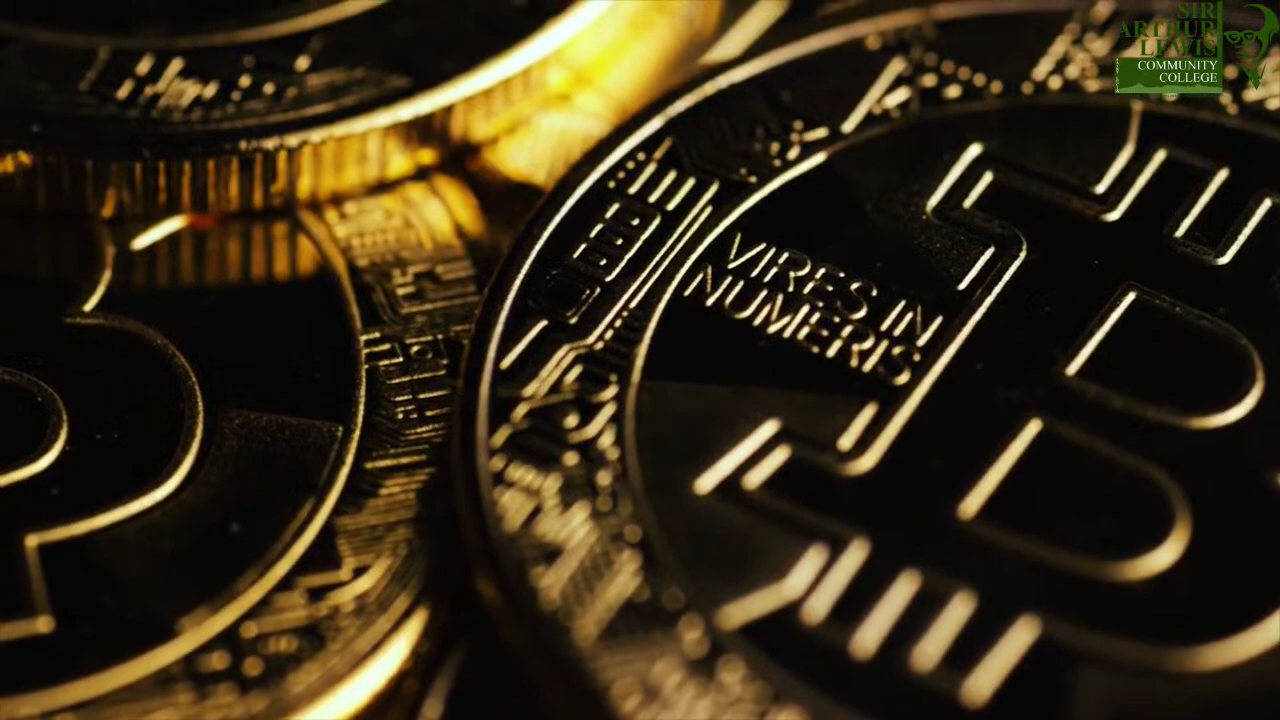 SIR
ARTHUR
LEWIS
COMMUNITY
COLLEGE
VIRES IN
NUMERIS